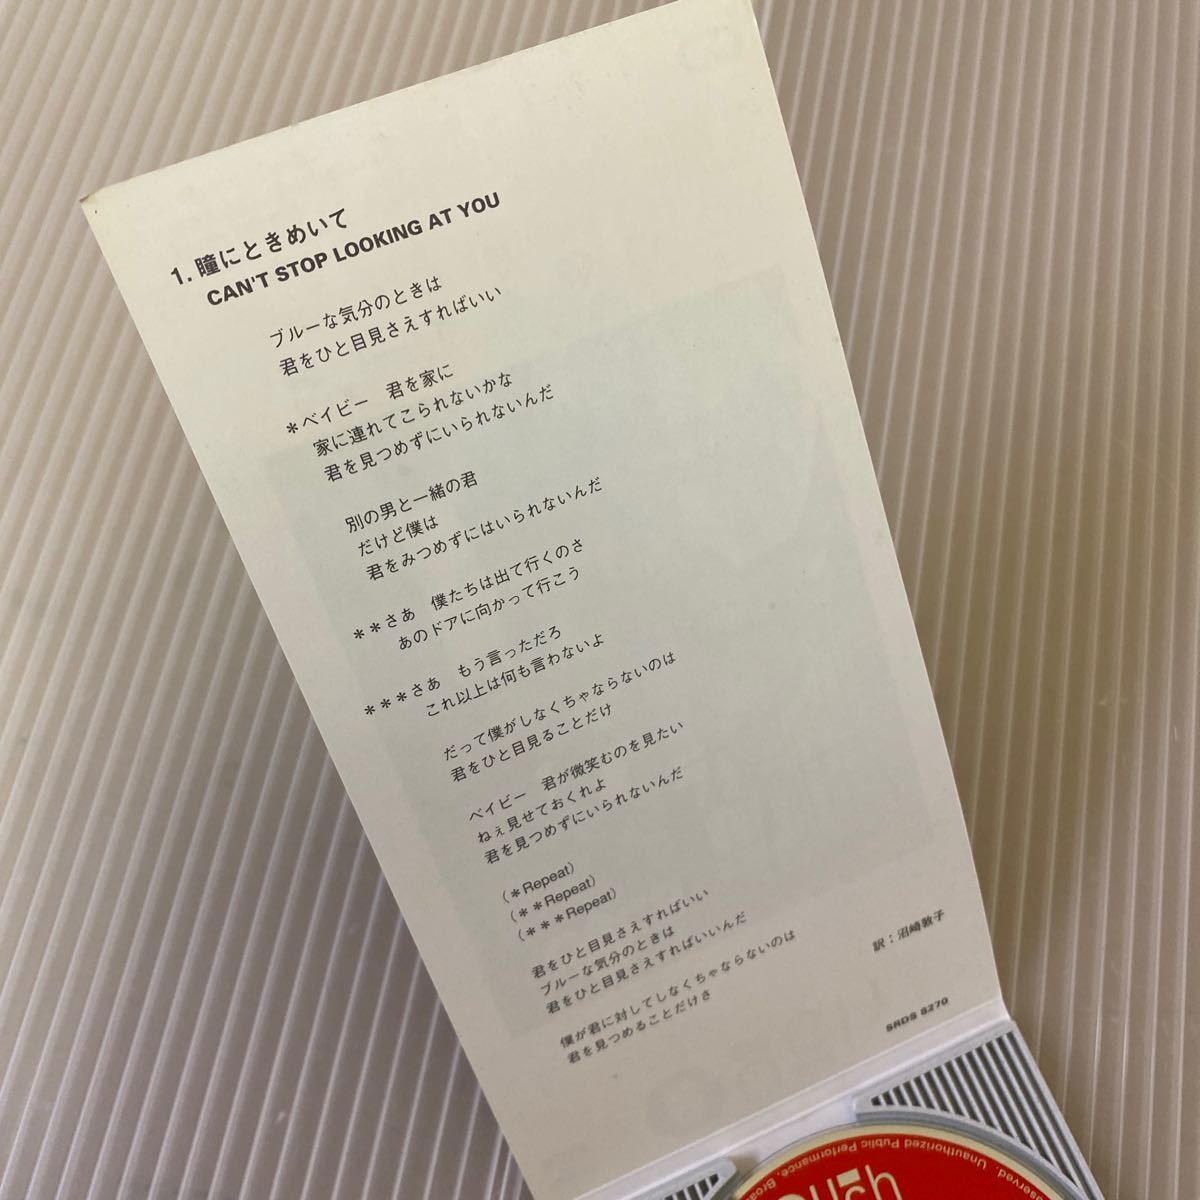 1. 瞳にときめいて
CAN'T STOP LOOKING AT YOU
ブルーな気分のときは
君をひと目見さえすればいい
＊ベイビー　君を家に
家に連れてこられないかな
君を見つめずにいられないんだ
別の男と一緒の君
だけど僕は
君をみつめずにはいられないんだ
＊＊さあ　僕たちは出て行くのさ
あのドアに向かって行こう
＊＊＊さあ　もう言っただろ
これ以上は何も言わないよ
だって僕がしなくちゃならないのは
君をひと目見ることだけ
ベイビー　君が微笑むのを見たい
ねぇ見せておくれよ
君を見つめずにいられないんだ
(＊Repeat)
(＊＊Repeat)
(＊＊＊Repeat)
君をひと目見さえすればいい
ブルーな気分のときは
君をひと目見さえすればいいんだ
僕が君に対してしなくちゃならないのは
君を見つめることだけさ
訳：沼崎敦子
SRDS 8270
eserved. Unauthorized Public Performance, Broa